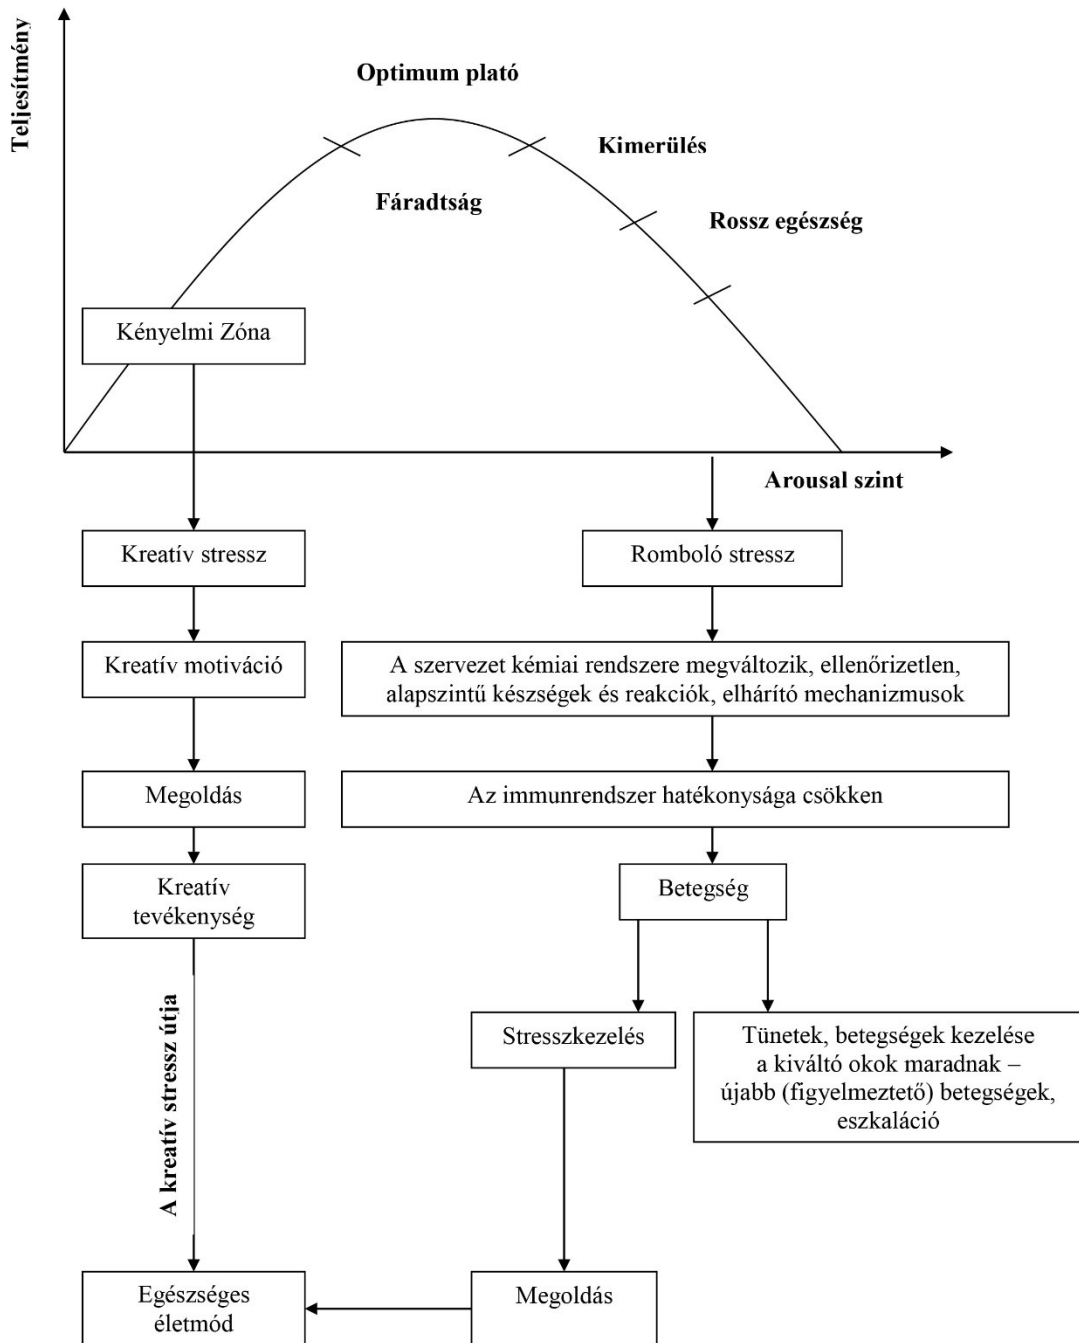 Teljesítmény
Optimum plató
Kimerülés
Fáradtság
Rossz egészség
Kényelmi Zóna
Arousal szint
Kreatív stressz
Romboló stressz
Kreatív motiváció
A szervezet kémiai rendszere megváltozik, ellenőrizetlen,
alapszintű készségek és reakciók, elhárító mechanizmusok
Megoldás
Az immunrendszer hatékonysága csökken
Kreatív
tevékenység
Betegség
A kreatív stressz útja
Stresszkezelés
Tünetek, betegségek kezelése
a kiváltó okok maradnak –
újabb (figyelmeztető) betegségek,
eszkaláció
Egészséges
életmód
Megoldás